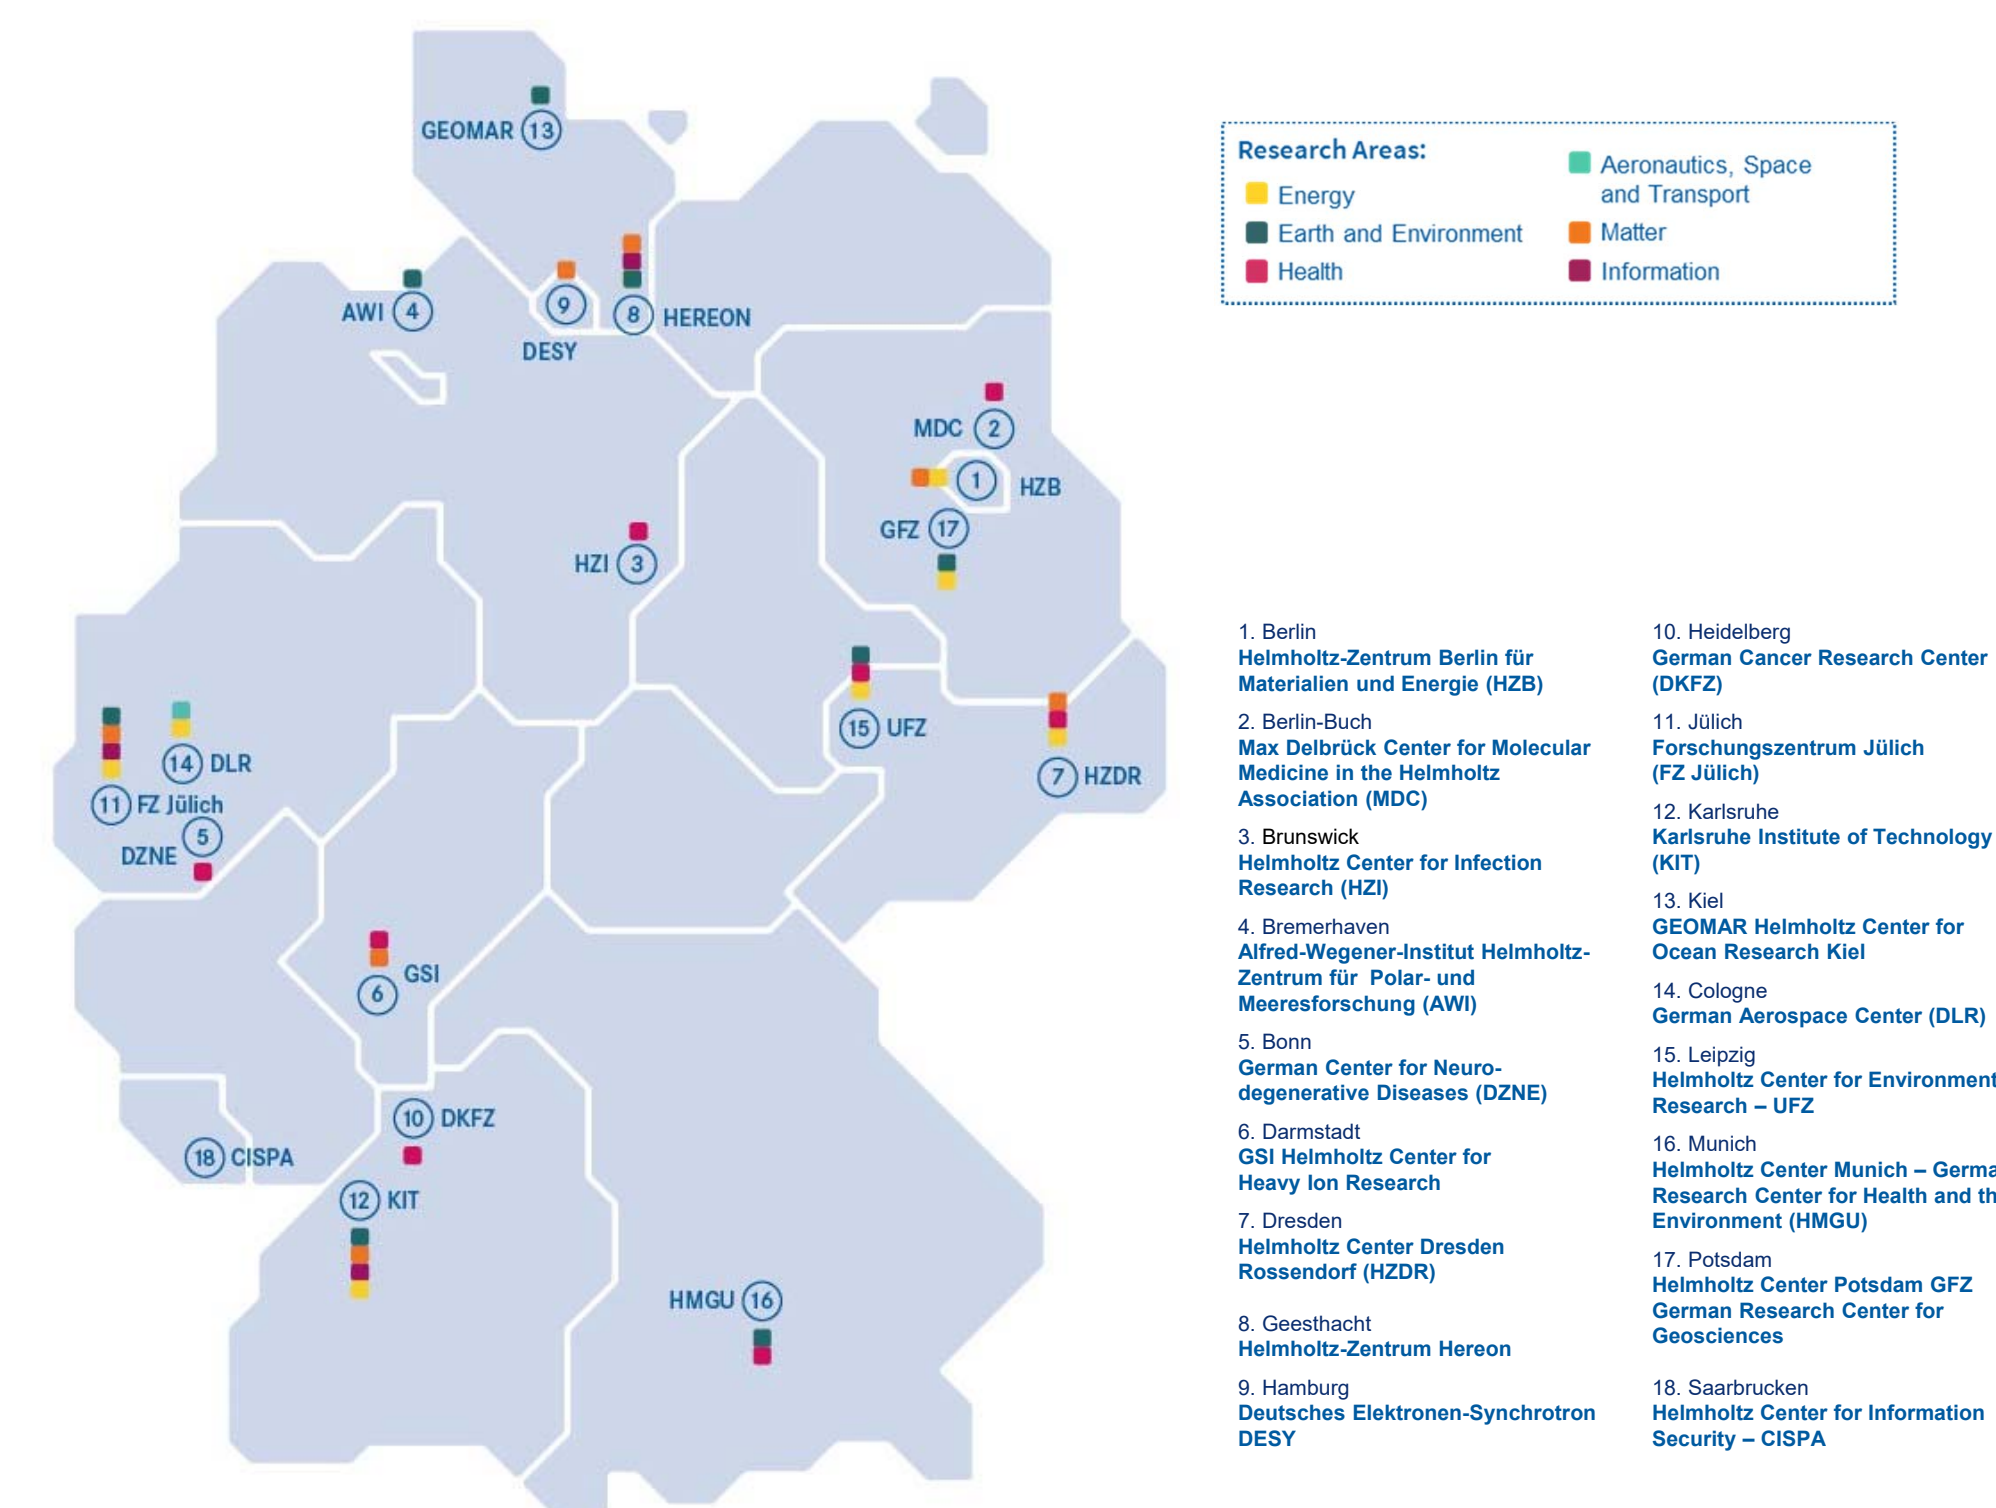 GEOMAR 13
AWI 4
9
DESY
8 HEREON
MDC 2
1 HZB
GFZ 17
HZI 3
15 UFZ
7 HZDR
14 DLR
11 FZ Jülich
5
DZNE
GSI
6
10 DKFZ
18 CISPA
12 KIT
HMGU 16
Research Areas:
Energy
Earth and Environment
Health
Aeronautics, Space
and Transport
Matter
Information
1. Berlin
Helmholtz-Zentrum Berlin für
Materialien und Energie (HZB)
2. Berlin-Buch
Max Delbrück Center for Molecular
Medicine in the Helmholtz
Association (MDC)
3. Brunswick
Helmholtz Center for Infection
Research (HZI)
4. Bremerhaven
Alfred-Wegener-Institut Helmholtz-
Zentrum für Polar- und
Meeresforschung (AWI)
5. Bonn
German Center for Neuro-
degenerative Diseases (DZNE)
6. Darmstadt
GSI Helmholtz Center for
Heavy Ion Research
7. Dresden
Helmholtz Center Dresden
Rossendorf (HZDR)
8. Geesthacht
Helmholtz-Zentrum Hereon
9. Hamburg
Deutsches Elektronen-Synchrotron
DESY
10. Heidelberg
German Cancer Research Center
(DKFZ)
11. Jülich
Forschungszentrum Jülich
(FZ Jülich)
12. Karlsruhe
Karlsruhe Institute of Technology
(KIT)
13. Kiel
GEOMAR Helmholtz Center for
Ocean Research Kiel
14. Cologne
German Aerospace Center (DLR)
15. Leipzig
Helmholtz Center for Environment
Research – UFZ
16. Munich
Helmholtz Center Munich – Germa
Research Center for Health and th
Environment (HMGU)
17. Potsdam
Helmholtz Center Potsdam GFZ
German Research Center for
Geosciences
18. Saarbrucken
Helmholtz Center for Information
Security – CISPA